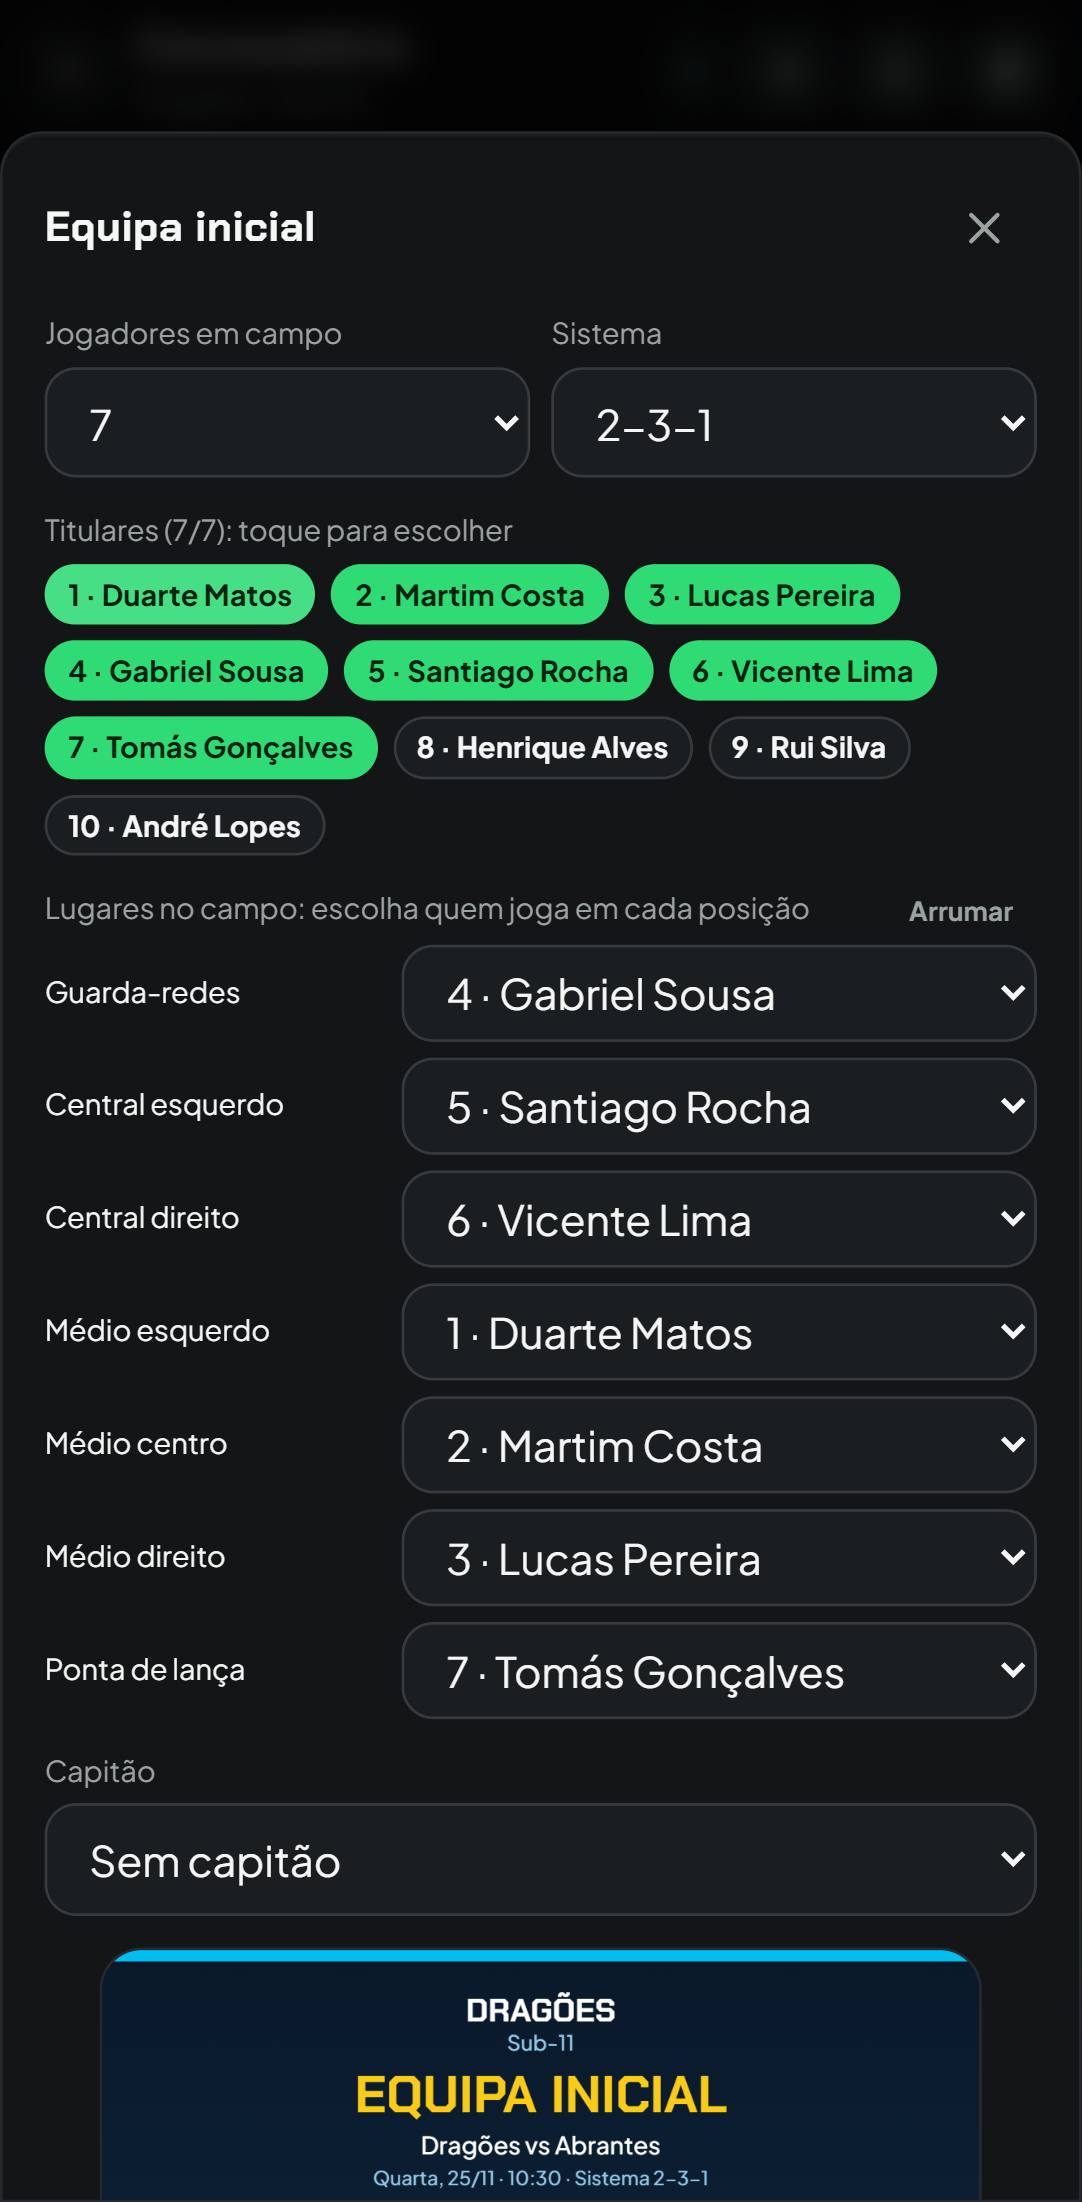 Equipa inicial
Jogadores em campo
Sistema
7
2–3–1
Titulares (7/7): toque para escolher
1 · Duarte Matos
2 · Martim Costa
3 · Lucas Pereira
4 · Gabriel Sousa
5 · Santiago Rocha
6 · Vicente Lima
7 · Tomás Gonçalves
8 · Henrique Alves
9 · Rui Silva
10 · André Lopes
Lugares no campo: escolha quem joga em cada posição
Arrumar
Guarda-redes
4 · Gabriel Sousa
Central esquerdo
5 · Santiago Rocha
Central direito
6 · Vicente Lima
Médio esquerdo
1 · Duarte Matos
Médio centro
2 · Martim Costa
Médio direito
3 · Lucas Pereira
Ponta de lança
7 · Tomás Gonçalves
Capitão
Sem capitão
DRAGÕES
Sub-11
EQUIPA INICIAL
Dragões vs Abrantes
Quarta, 25/11 · 10:30 · Sistema 2–3–1